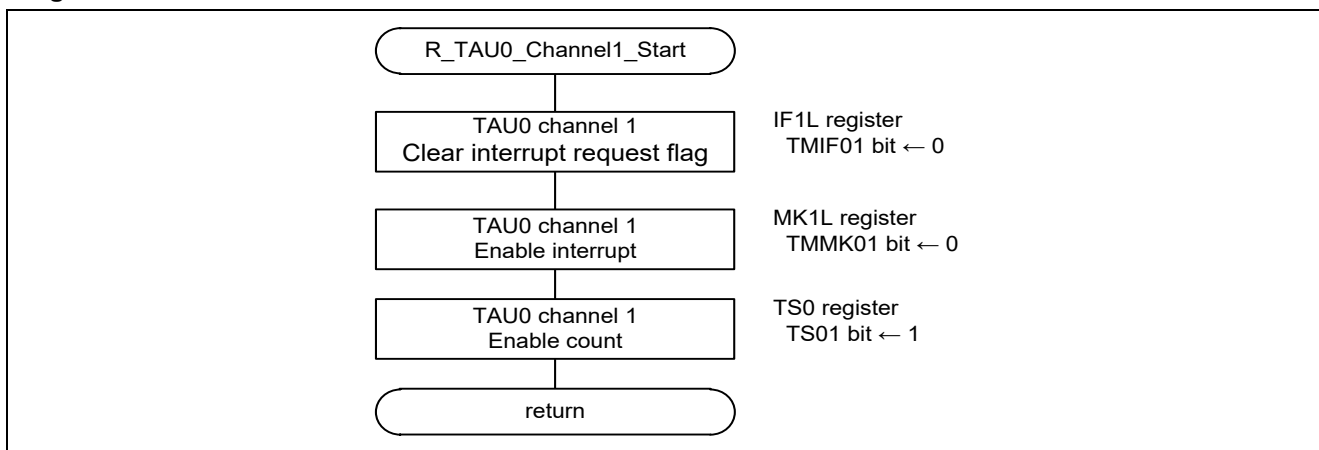 R_TAU0_Channel1_Start
TAU0 channel 1
Clear interrupt request flag
IF1L register
TMIF01 bit ← 0
TAU0 channel 1
Enable interrupt
MK1L register
TMMK01 bit ← 0
TAU0 channel 1
Enable count
TS0 register
TS01 bit ← 1
return